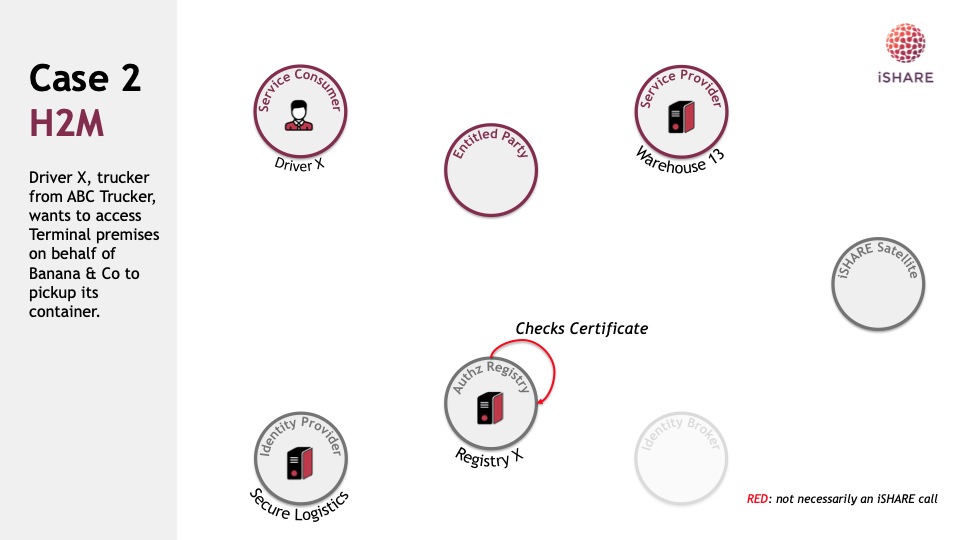 Case 2
H2M
Driver X, trucker
from ABC Trucker,
wants to access
Terminal premises
on behalf of
Banana & Co to
pickup its
container.
Service Consumer
Driver X
Entitled Party
Service Provider
Warehouse 13
iSHARE
iSHARE Satellite
Checks Certificate
Authz Registry
Registry X
Identity Provider
Secure Logistics
Identity Broker
RED: not necessarily an iSHARE call